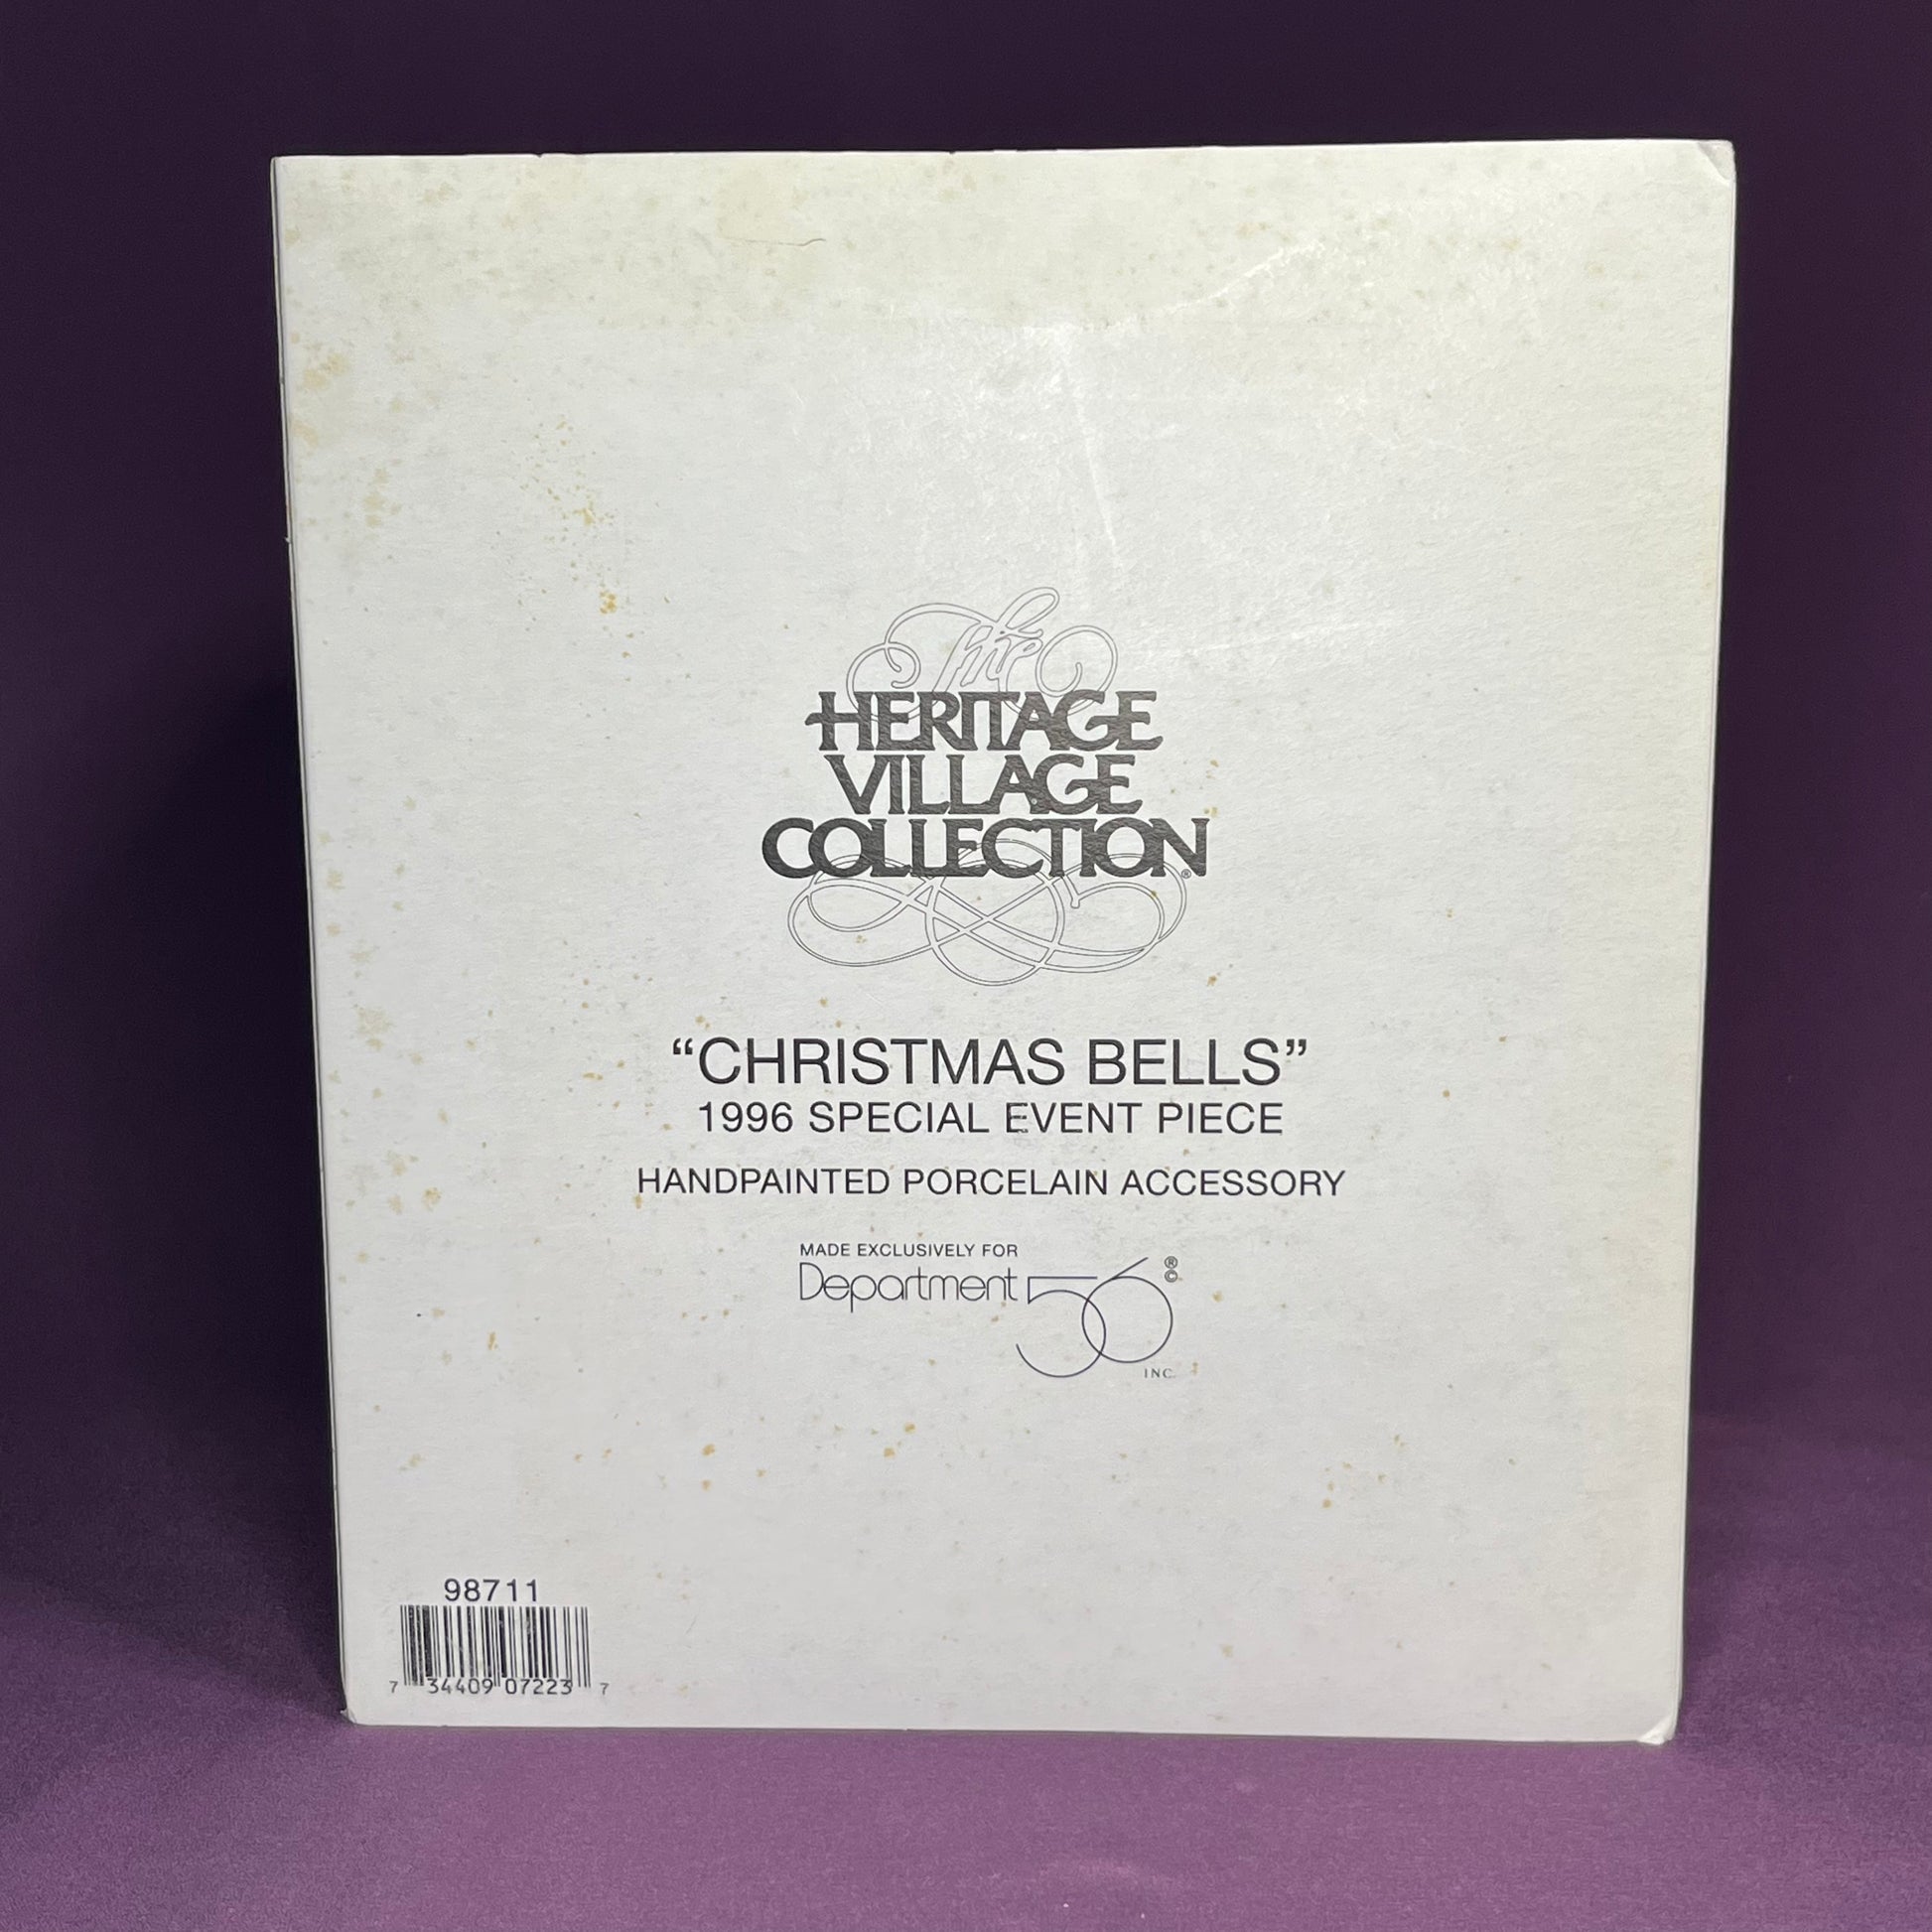 The
HERITAGE
VILLAGE
COLLECTION®
“CHRISTMAS BELLS”
1996 SPECIAL EVENT PIECE
HANDPAINTED PORCELAIN ACCESSORY
MADE EXCLUSIVELY FOR
Department 56 ® ©
INC.
98711
7 34409 07223 7